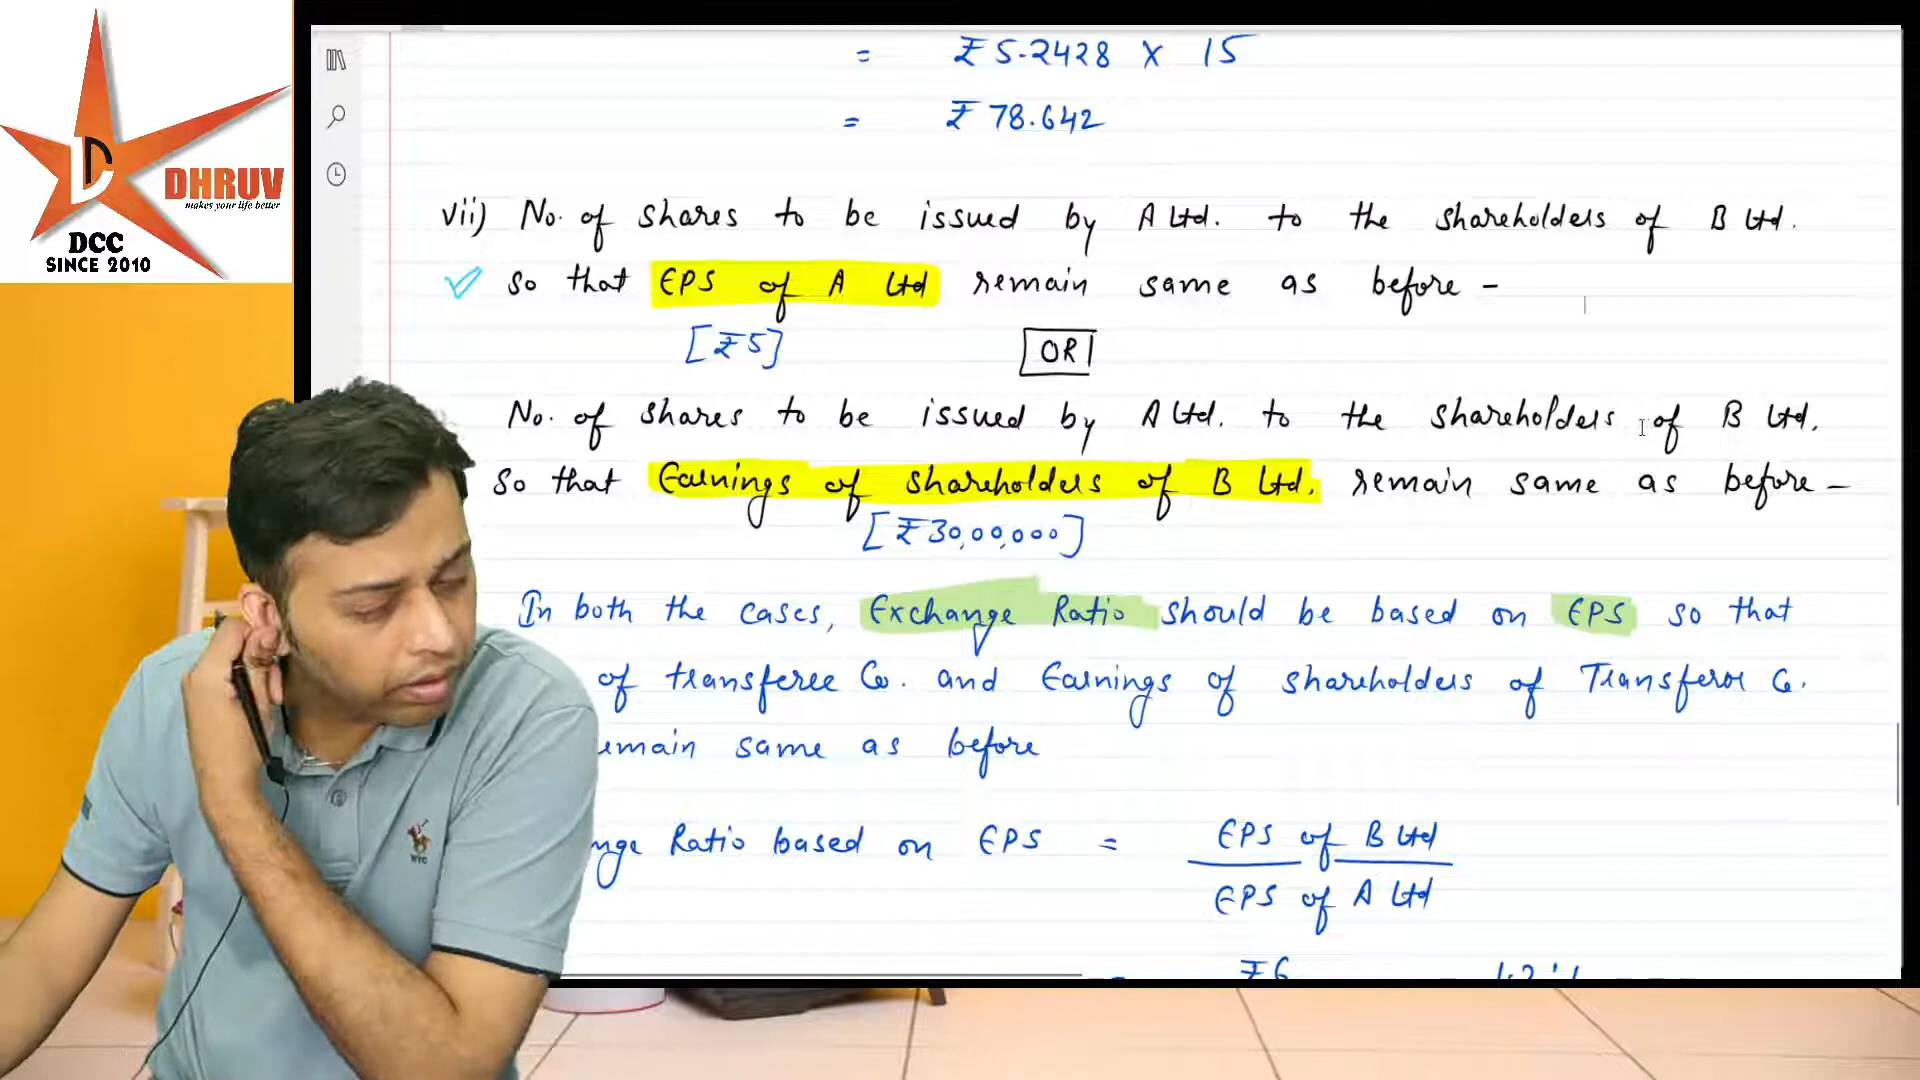 = ₹ 5.2428 X 15
= ₹ 78.642
vii) No. of shares to be issued by A Ltd. to the shareholders of B Ltd.
so that EPS of A Ltd remain same as before -
[₹5]
OR
No. of shares to be issued by A Ltd. to the shareholders of B Ltd.
So that Earnings of shareholders of B Ltd. remain same as before -
[₹30,00,000]
In both the cases, Exchange Ratio should be based on EPS so that
of transferee Co. and Earnings of shareholders of Transferor Co.
emain same as before
nge Ratio based on EPS = EPS of B Ltd
EPS of A Ltd
₹6
DC
DHRUV
makes your life better
DCC
SINCE 2010